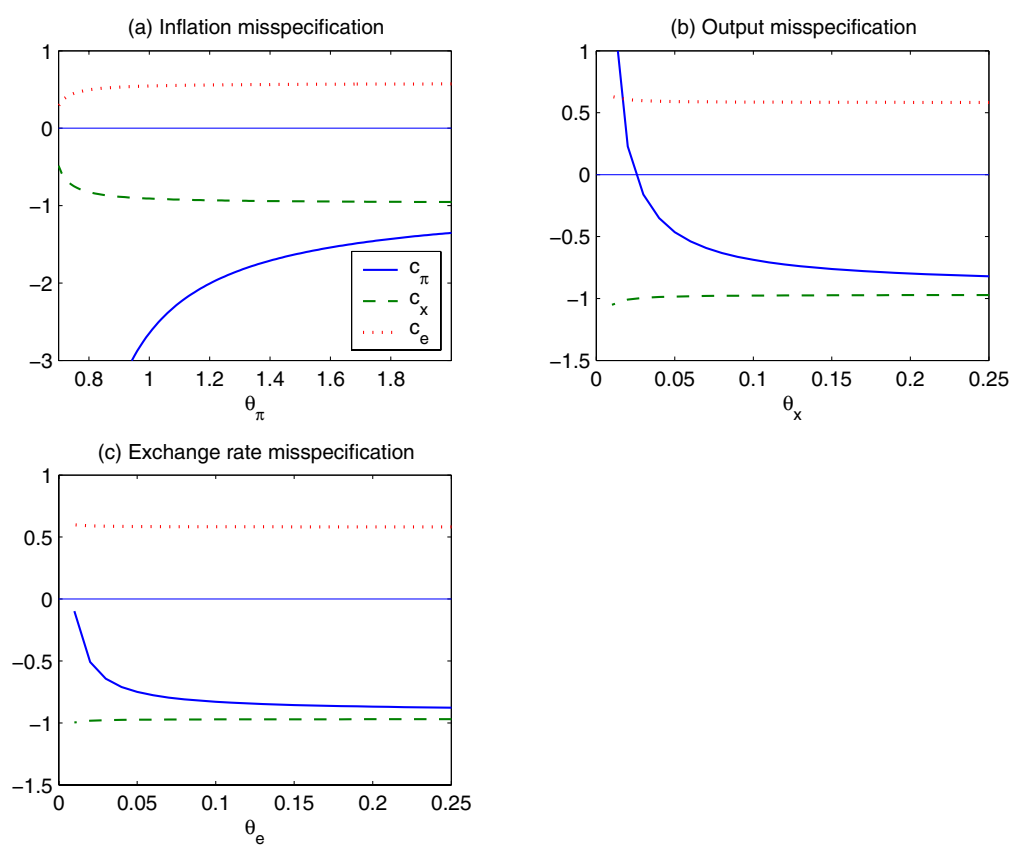 (a) Inflation misspecification
1
0
−1
−2
−3
0.8 1 1.2 1.4 1.6 1.8
θπ
cπ
cx
ce
(b) Output misspecification
1
0.5
0
−0.5
−1
−1.5
0 0.05 0.1 0.15 0.2 0.25
θx
(c) Exchange rate misspecification
1
0.5
0
−0.5
−1
−1.5
0 0.05 0.1 0.15 0.2 0.25
θe